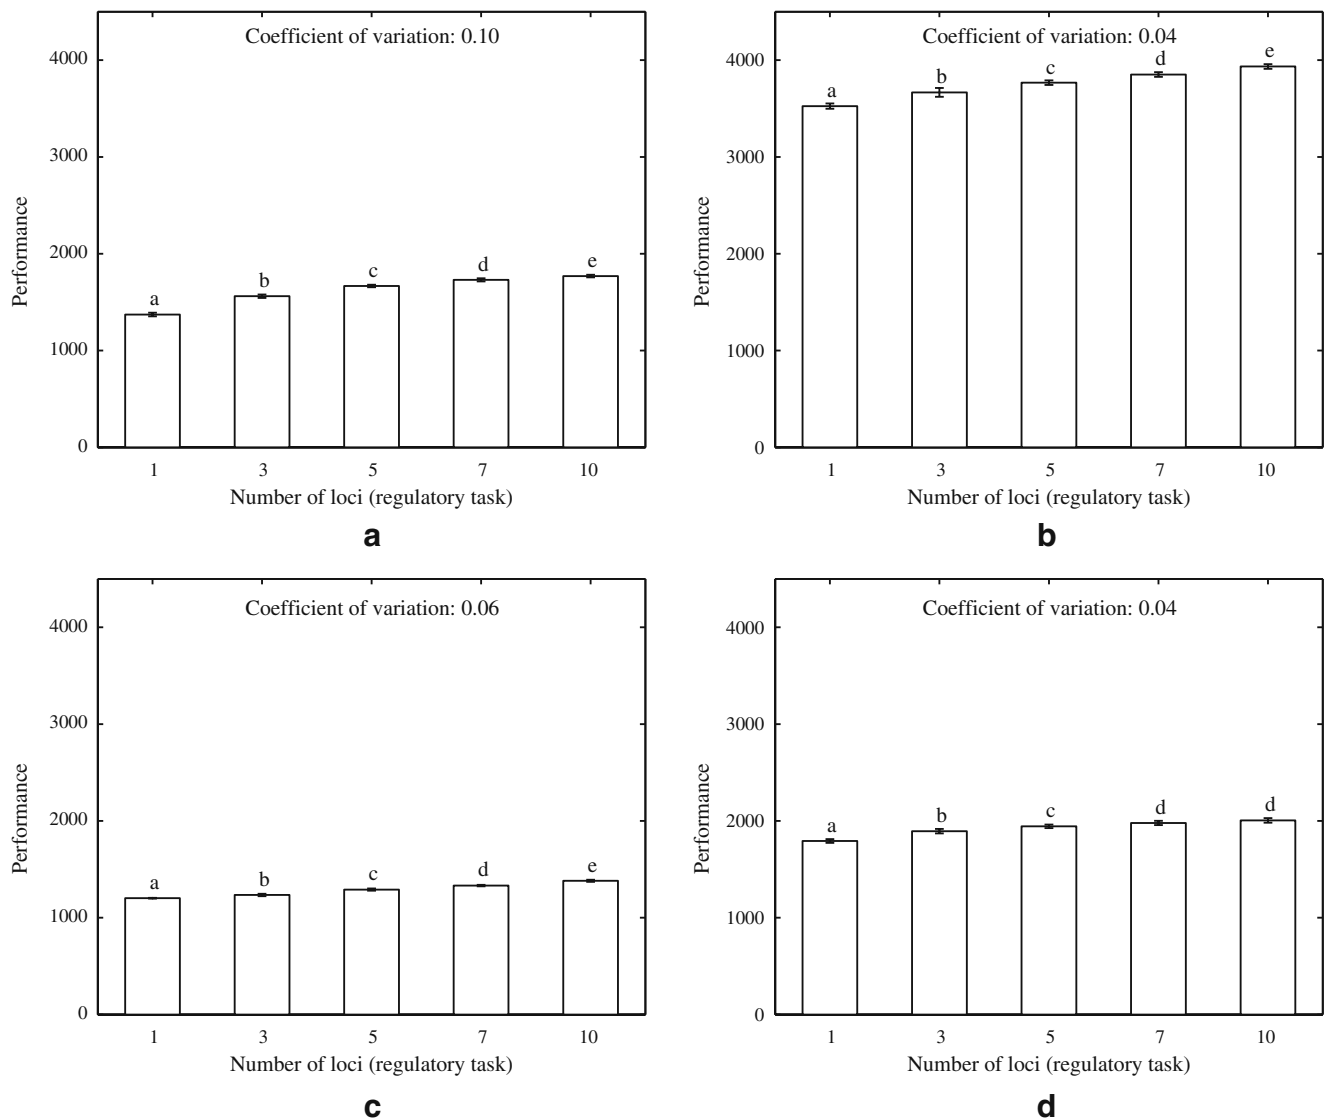 Coefficient of variation: 0.10
4000
3000
2000
1000
0
Performance
a
b
c
d
e
1 3 5 7 10
Number of loci (regulatory task)
a
Coefficient of variation: 0.04
4000
3000
2000
1000
0
Performance
a
b
c
d
e
1 3 5 7 10
Number of loci (regulatory task)
b
Coefficient of variation: 0.06
4000
3000
2000
1000
0
Performance
a
b
c
d
e
1 3 5 7 10
Number of loci (regulatory task)
c
Coefficient of variation: 0.04
4000
3000
2000
1000
0
Performance
a
b
c
d
d
1 3 5 7 10
Number of loci (regulatory task)
d